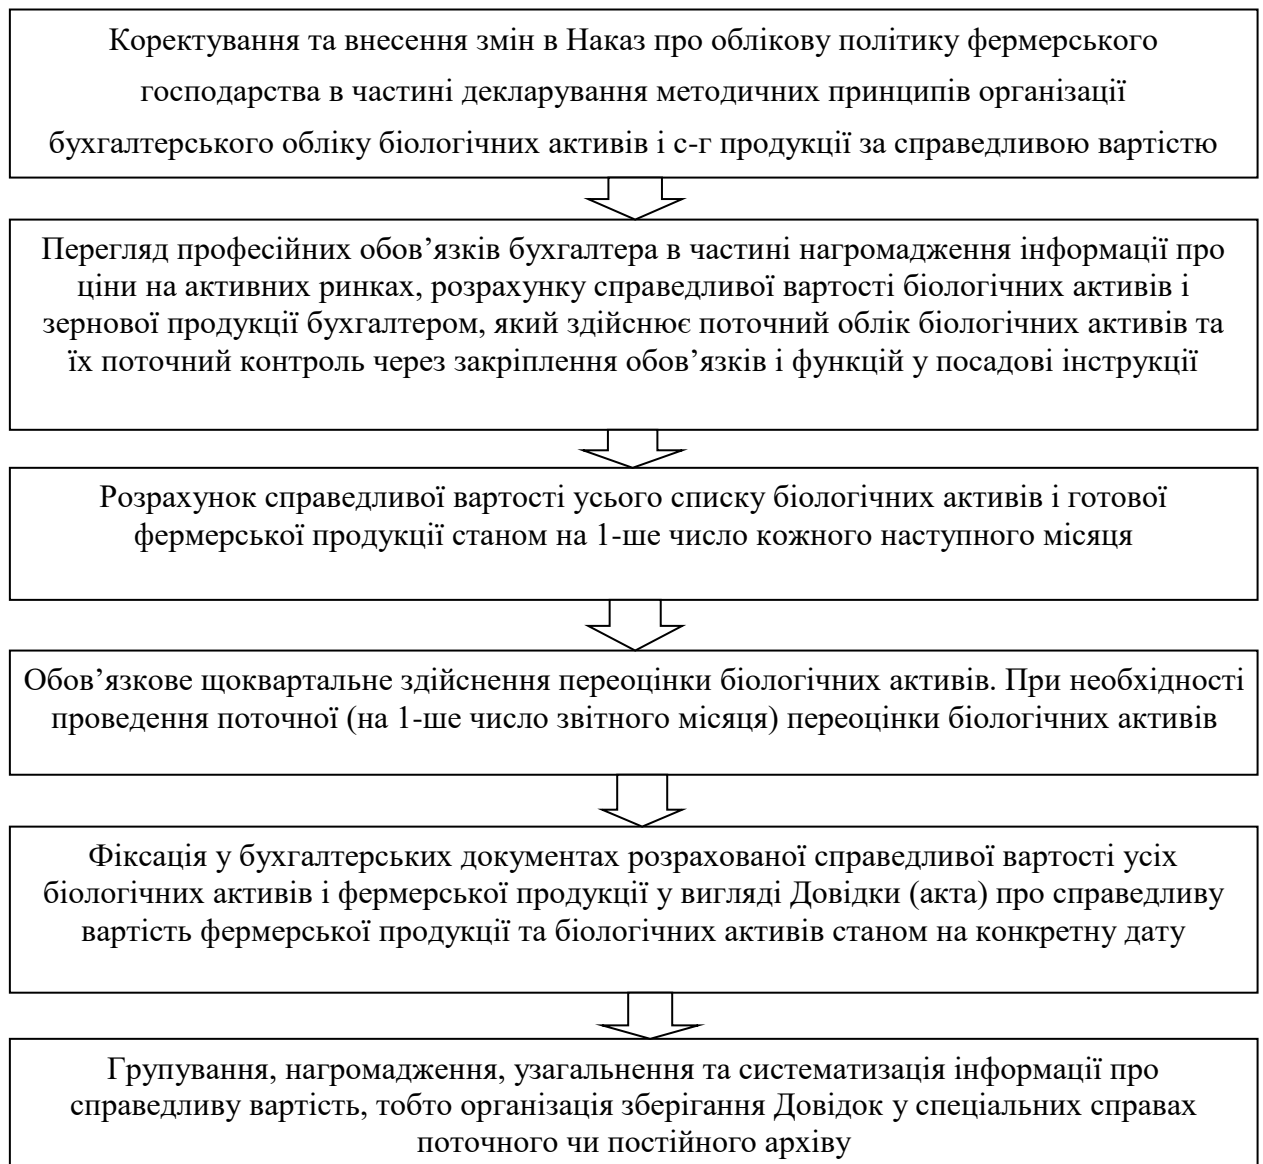 Коректування та внесення змін в Наказ про облікову політику фермерського
господарства в частині декларування методичних принципів організації
бухгалтерського обліку біологічних активів і с-г продукції за справедливою вартістю
Перегляд професійних обов’язків бухгалтера в частині нагромадження інформації про
ціни на активних ринках, розрахунку справедливої вартості біологічних активів і
зернової продукції бухгалтером, який здійснює поточний облік біологічних активів та
їх поточний контроль через закріплення обов’язків і функцій у посадові інструкції
Розрахунок справедливої вартості усього списку біологічних активів і готової
фермерської продукції станом на 1-ше число кожного наступного місяця
Обов’язкове щоквартальне здійснення переоцінки біологічних активів. При необхідності
проведення поточної (на 1-ше число звітного місяця) переоцінки біологічних активів
Фіксація у бухгалтерських документах розрахованої справедливої вартості усіх
біологічних активів і фермерської продукції у вигляді Довідки (акта) про справедливу
вартість фермерської продукції та біологічних активів станом на конкретну дату
Групування, нагромадження, узагальнення та систематизація інформації про
справедливу вартість, тобто організація зберігання Довідок у спеціальних справах
поточного чи постійного архіву